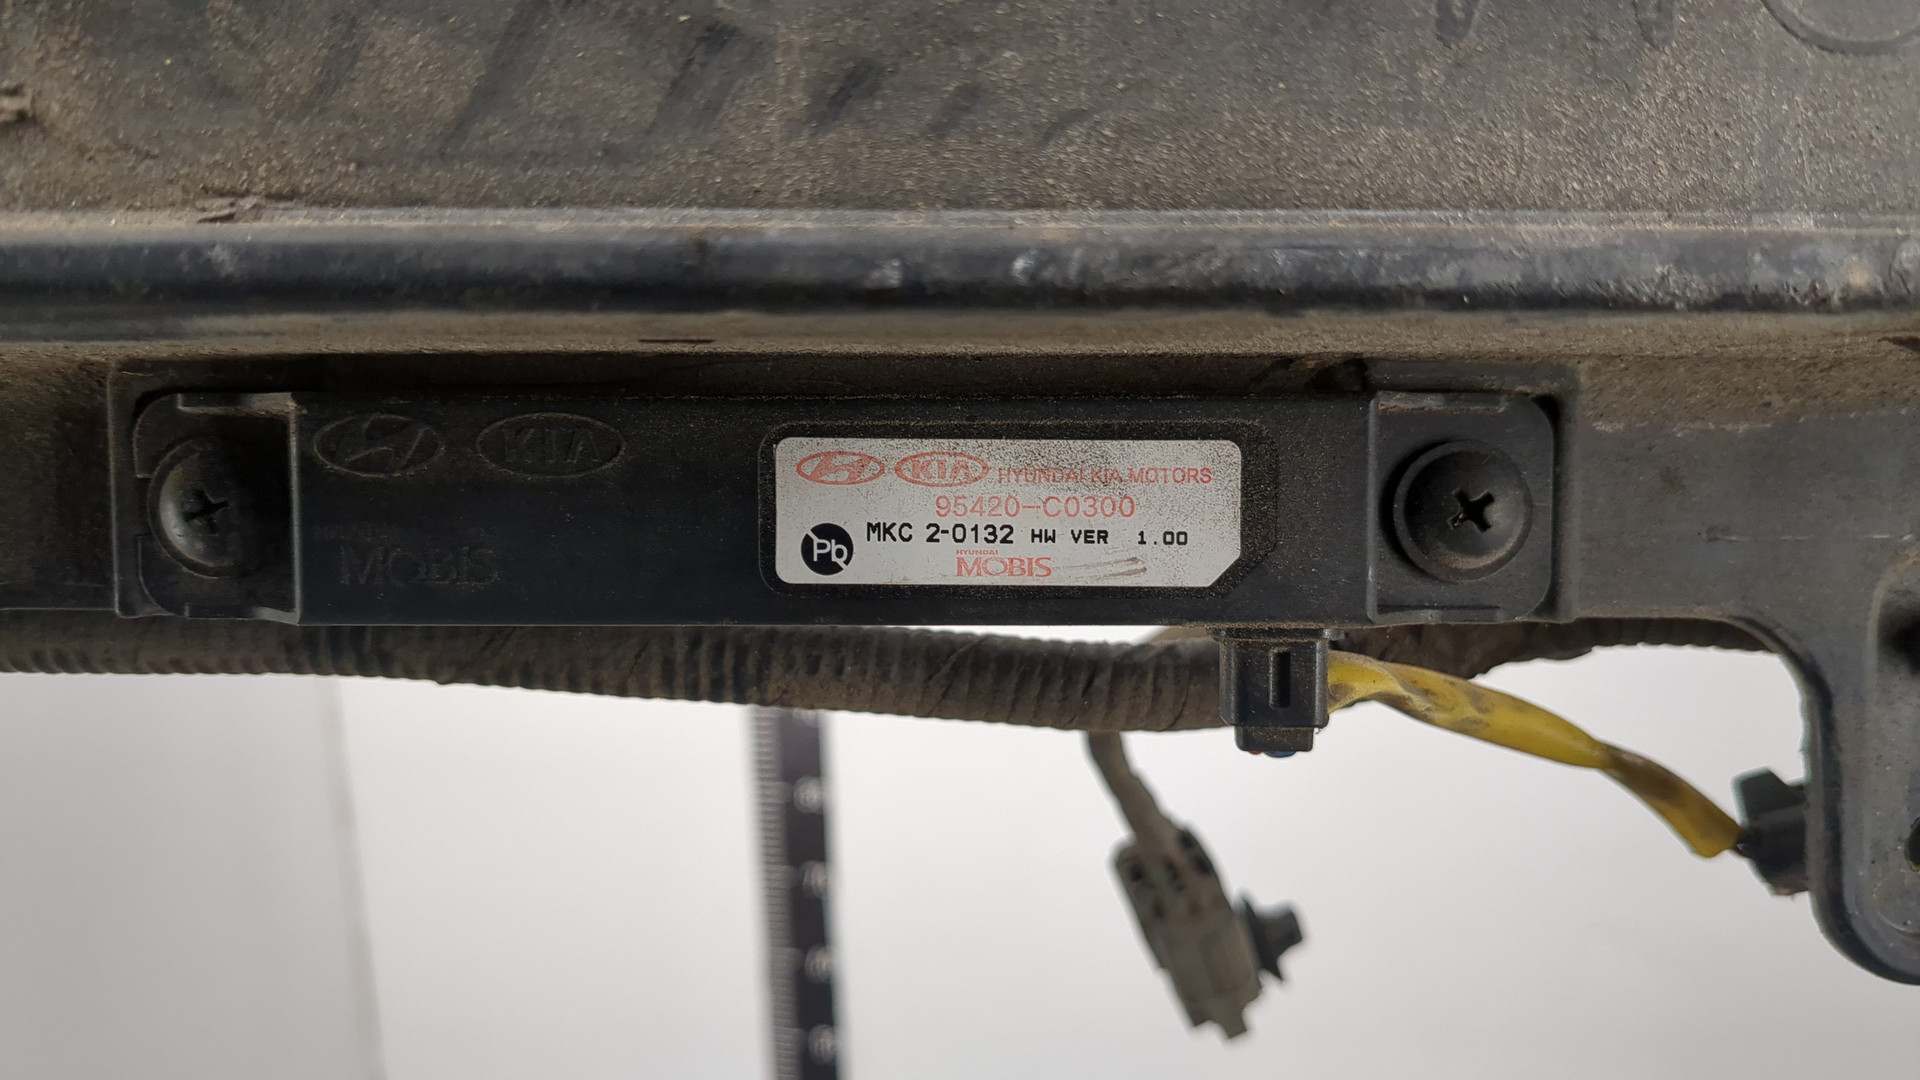 KIA
KIA HYUNDAI KIA MOTORS
95420-C0300
Pb MKC 2-0132 HW VER 1.00
HYUNDAI
MOBIS
MOBIS